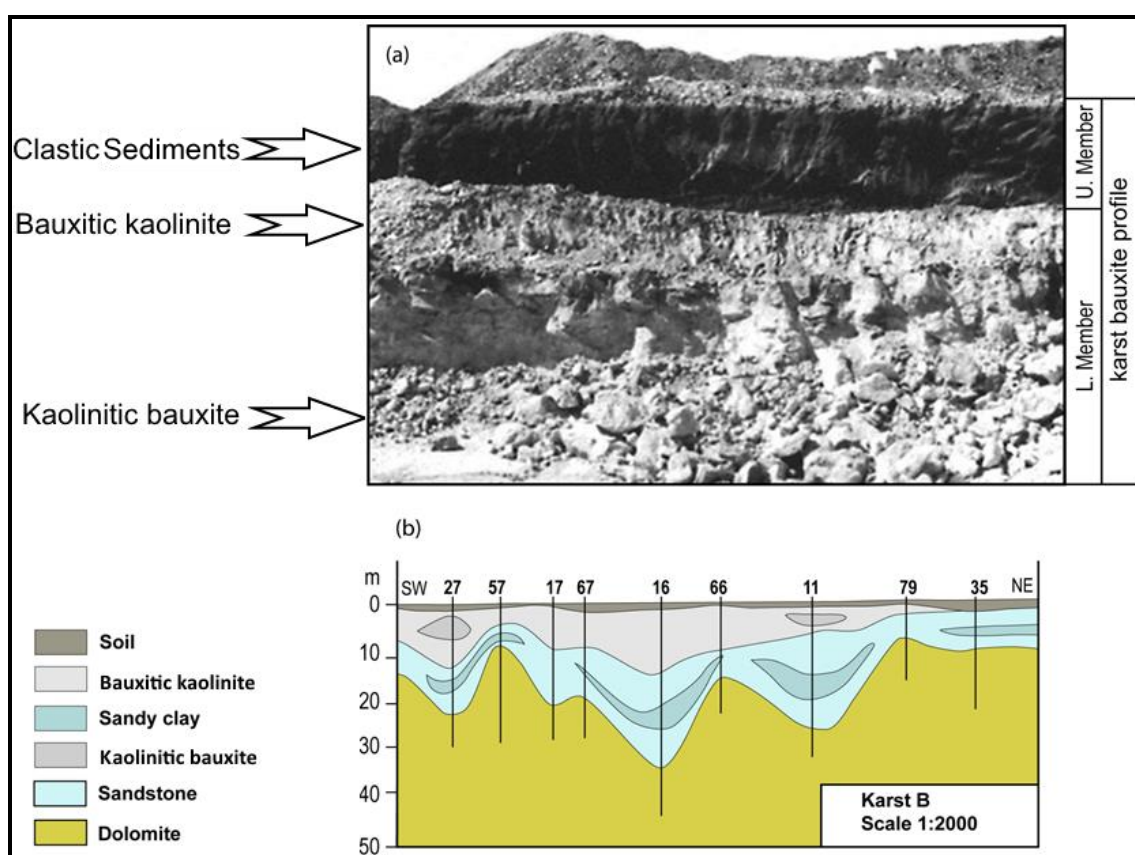 (a)
Clastic Sediments
Bauxitic kaolinite
Kaolinitic bauxite
U. Member
L. Member
karst bauxite profile
(b)
m
SW 27 57 17 67 16 66 11 79 35 NE
0
10
20
30
40
50
Soil
Bauxitic kaolinite
Sandy clay
Kaolinitic bauxite
Sandstone
Dolomite
Karst B
Scale 1:2000